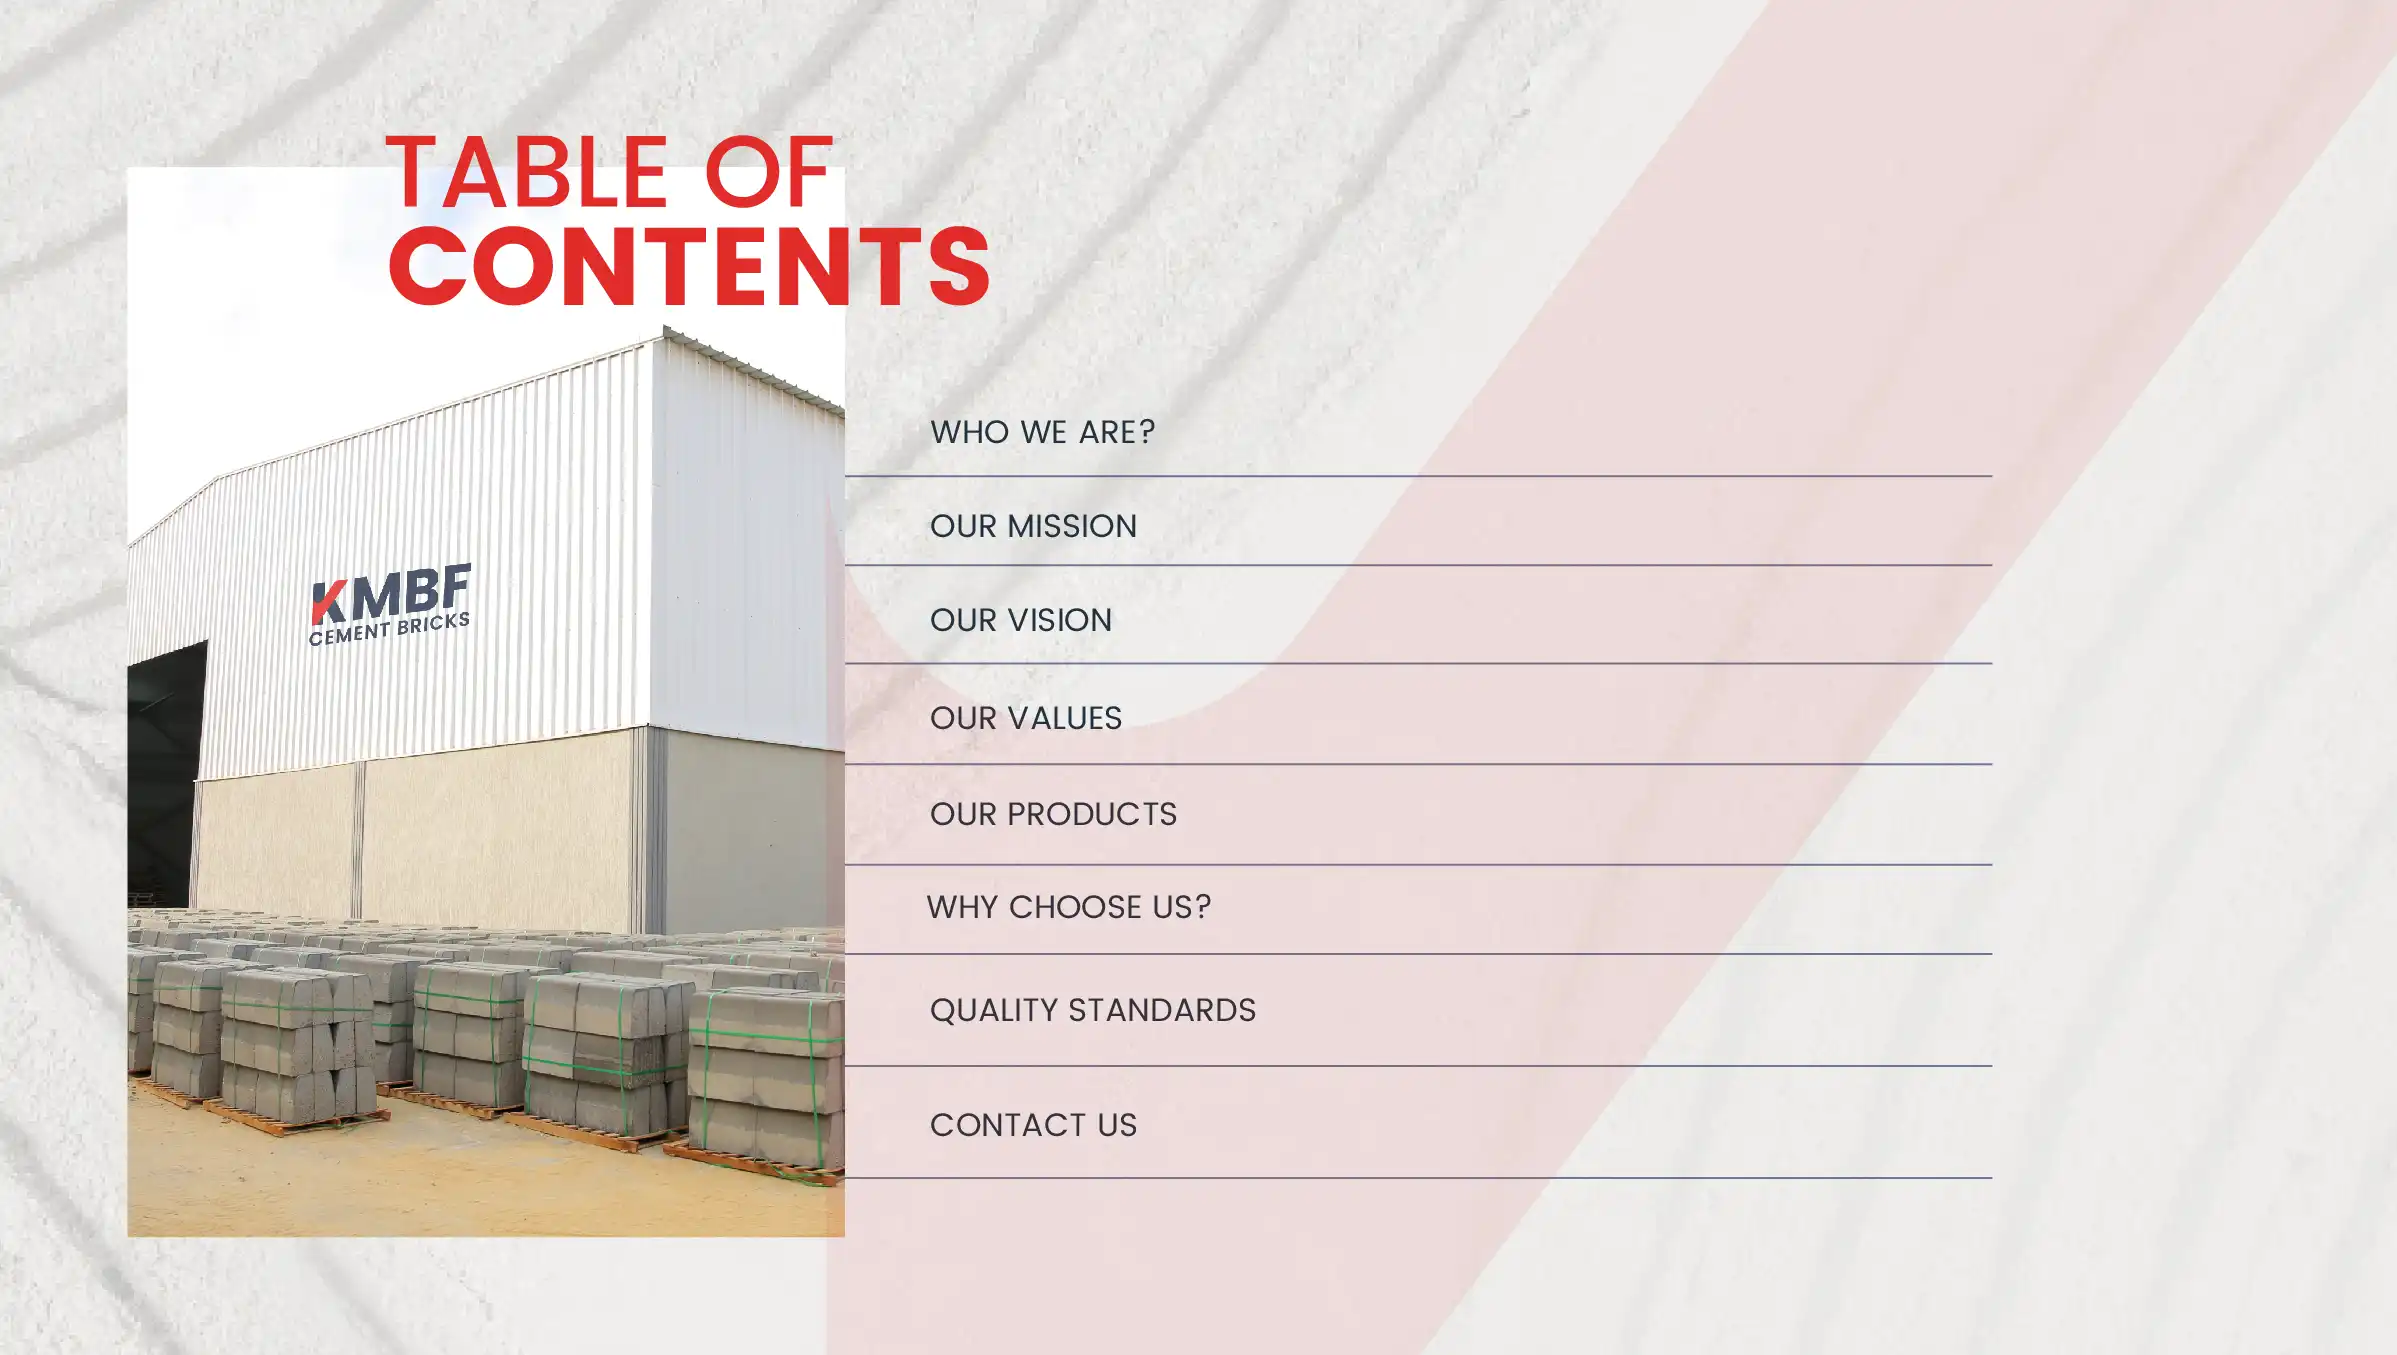 TABLE OF
CONTENTS
KMBF
CEMENT BRICKS
WHO WE ARE?
OUR MISSION
OUR VISION
OUR VALUES
OUR PRODUCTS
WHY CHOOSE US?
QUALITY STANDARDS
CONTACT US